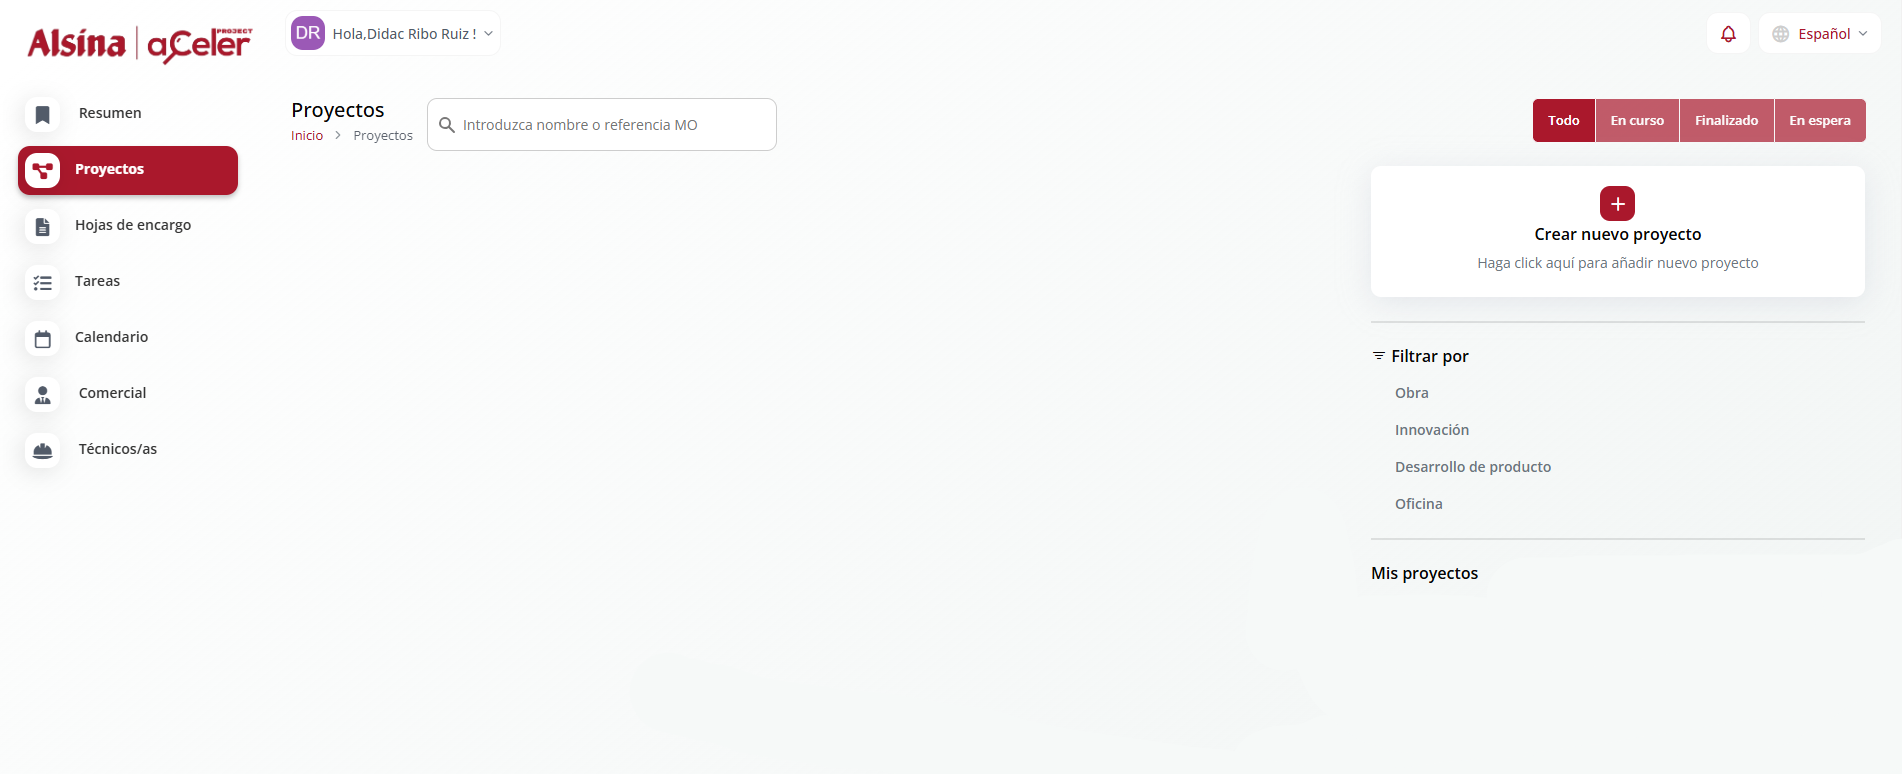 Alsína | aCeler PROJECT
DR Hola,Didac Ribo Ruiz !
Español
Resumen
Proyectos
Hojas de encargo
Tareas
Calendario
Comercial
Técnicos/as
Proyectos
Inicio > Proyectos
Introduzca nombre o referencia MO
Todo En curso Finalizado En espera
Crear nuevo proyecto
Haga click aquí para añadir nuevo proyecto
Filtrar por
Obra
Innovación
Desarrollo de producto
Oficina
Mis proyectos